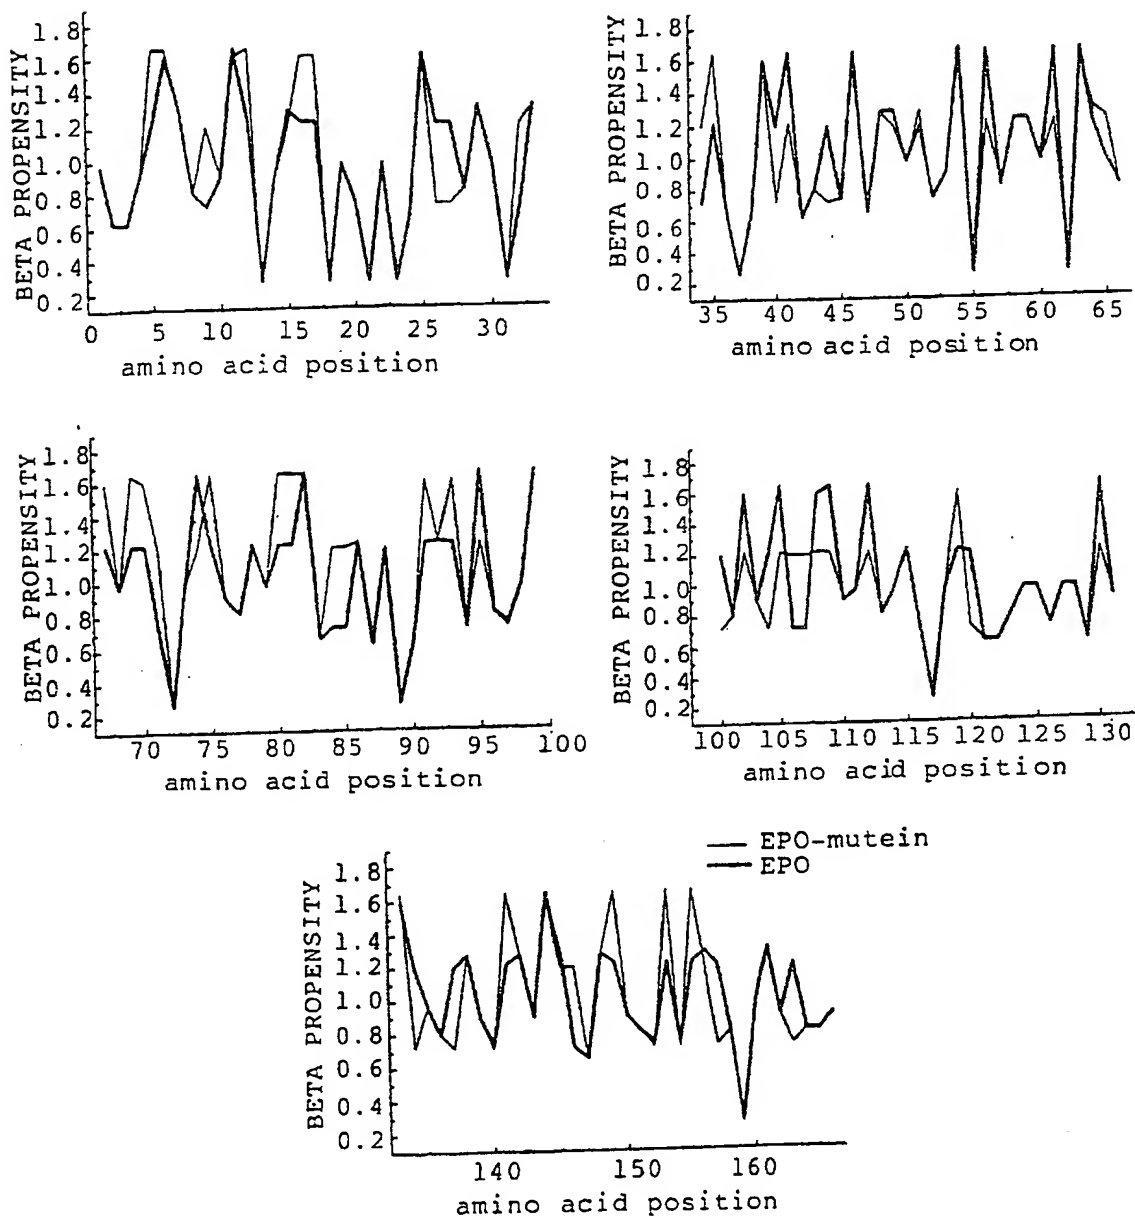 BETA PROPENSITY
1.8
1.6
1.4
1.2
1.0
0.8
0.6
0.4
0.2
0 5 10 15 20 25 30
amino acid position
BETA PROPENSITY
1.8
1.6
1.4
1.2
1.0
0.8
0.6
0.4
0.2
35 40 45 50 55 60 65
amino acid position
BETA PROPENSITY
1.8
1.6
1.4
1.2
1.0
0.8
0.6
0.4
0.2
70 75 80 85 90 95 100
amino acid position
BETA PROPENSITY
1.8
1.6
1.4
1.2
1.0
0.8
0.6
0.4
0.2
100 105 110 115 120 125 130
amino acid position
EPO-mutein
EPO
BETA PROPENSITY
1.8
1.6
1.4
1.2
1.0
0.8
0.6
0.4
0.2
140 150 160
amino acid position